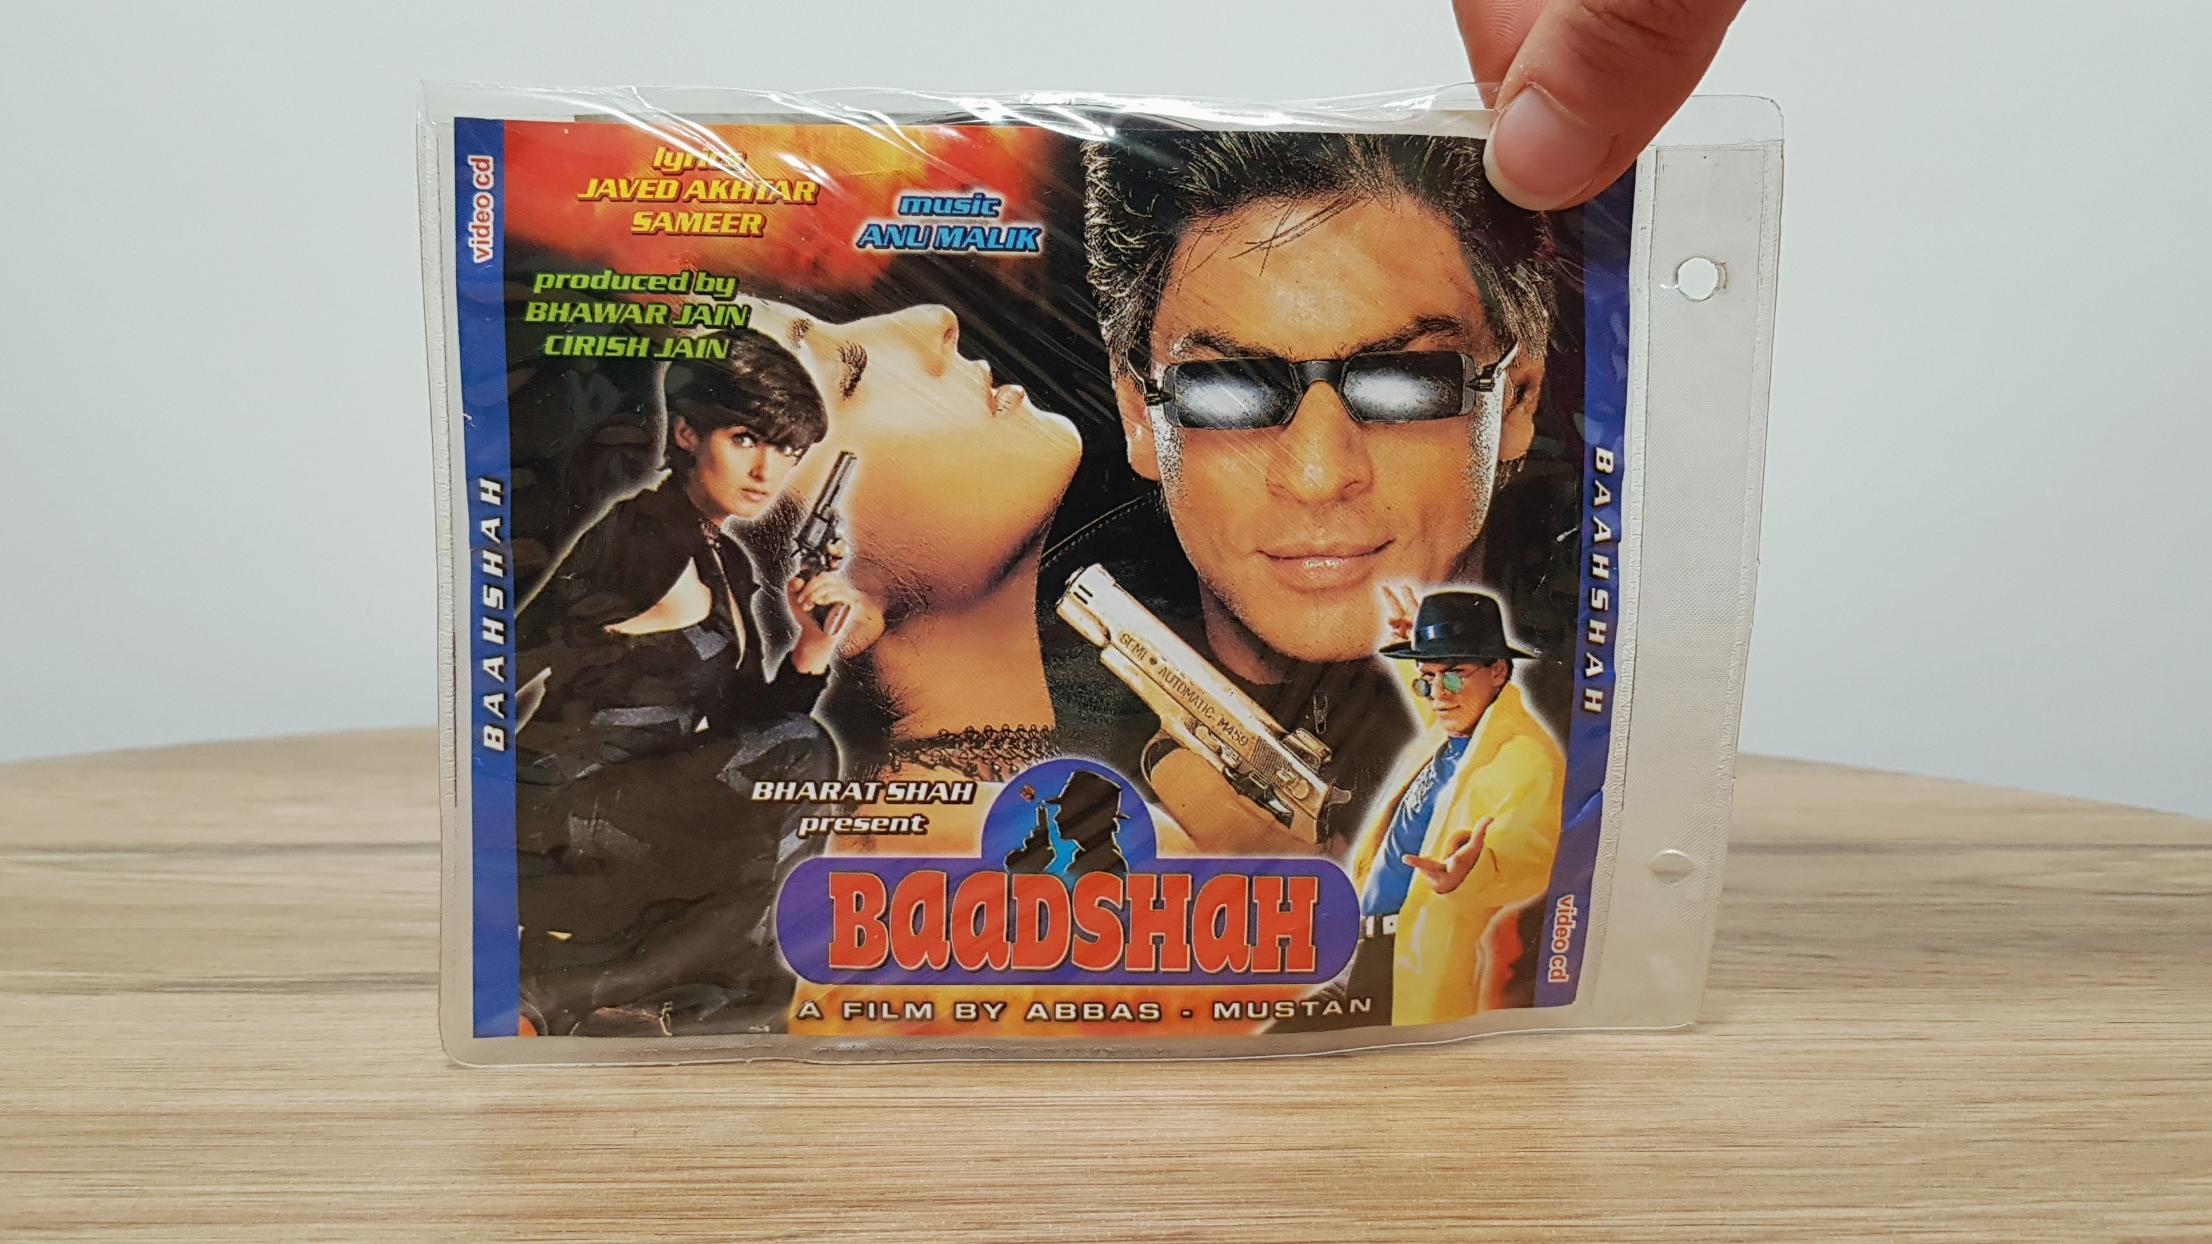 video cd
BAAHSHAH
lyrics
JAVED AKHTAR
SAMEER
music
ANU MALIK
produced by
BHAWAR JAIN
CIRISH JAIN
SEMI AUTOMATIC. M459
BHARAT SHAH
present
BAADSHAH
A FILM BY ABBAS - MUSTAN
BAAHSHAH
video cd